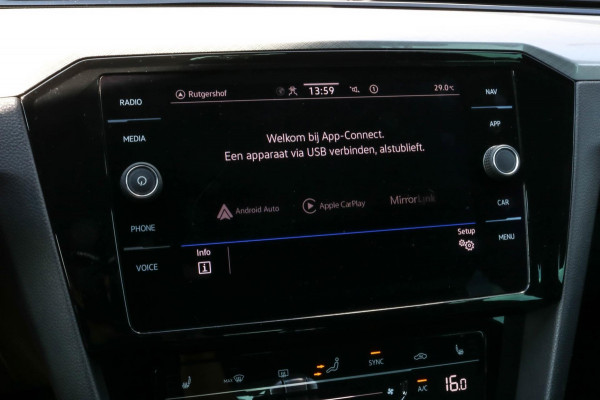 RADIO
MEDIA
PHONE
VOICE
Rutgershof
13:59
29.0°C
Welkom bij App-Connect.
Een apparaat via USB verbinden, alstublieft.
Android Auto
Apple CarPlay
MirrorLink
Info
Setup
NAV
APP
CAR
MENU
MAX
SYNC
A/C
16.0